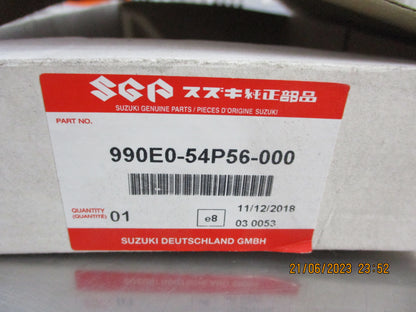 SGP スズキ純正部品
SUZUKI GENUINE PARTS / PIECES D'ORIGINE SUZUKI
PART NO.
990E0-54P56-000
QUANTITY
(QUANTITÉ)
01
e8
11/12/2018
03 0053
SUZUKI DEUTSCHLAND GMBH
21/06/2023 23:52